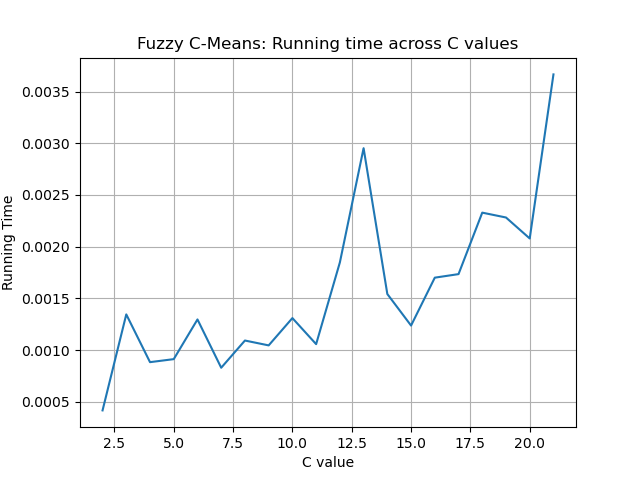 Fuzzy C-Means: Running time across C values
0.0035
0.0030
0.0025
0.0020
0.0015
0.0010
0.0005
Running Time
2.5 5.0 7.5 10.0 12.5 15.0 17.5 20.0
C value